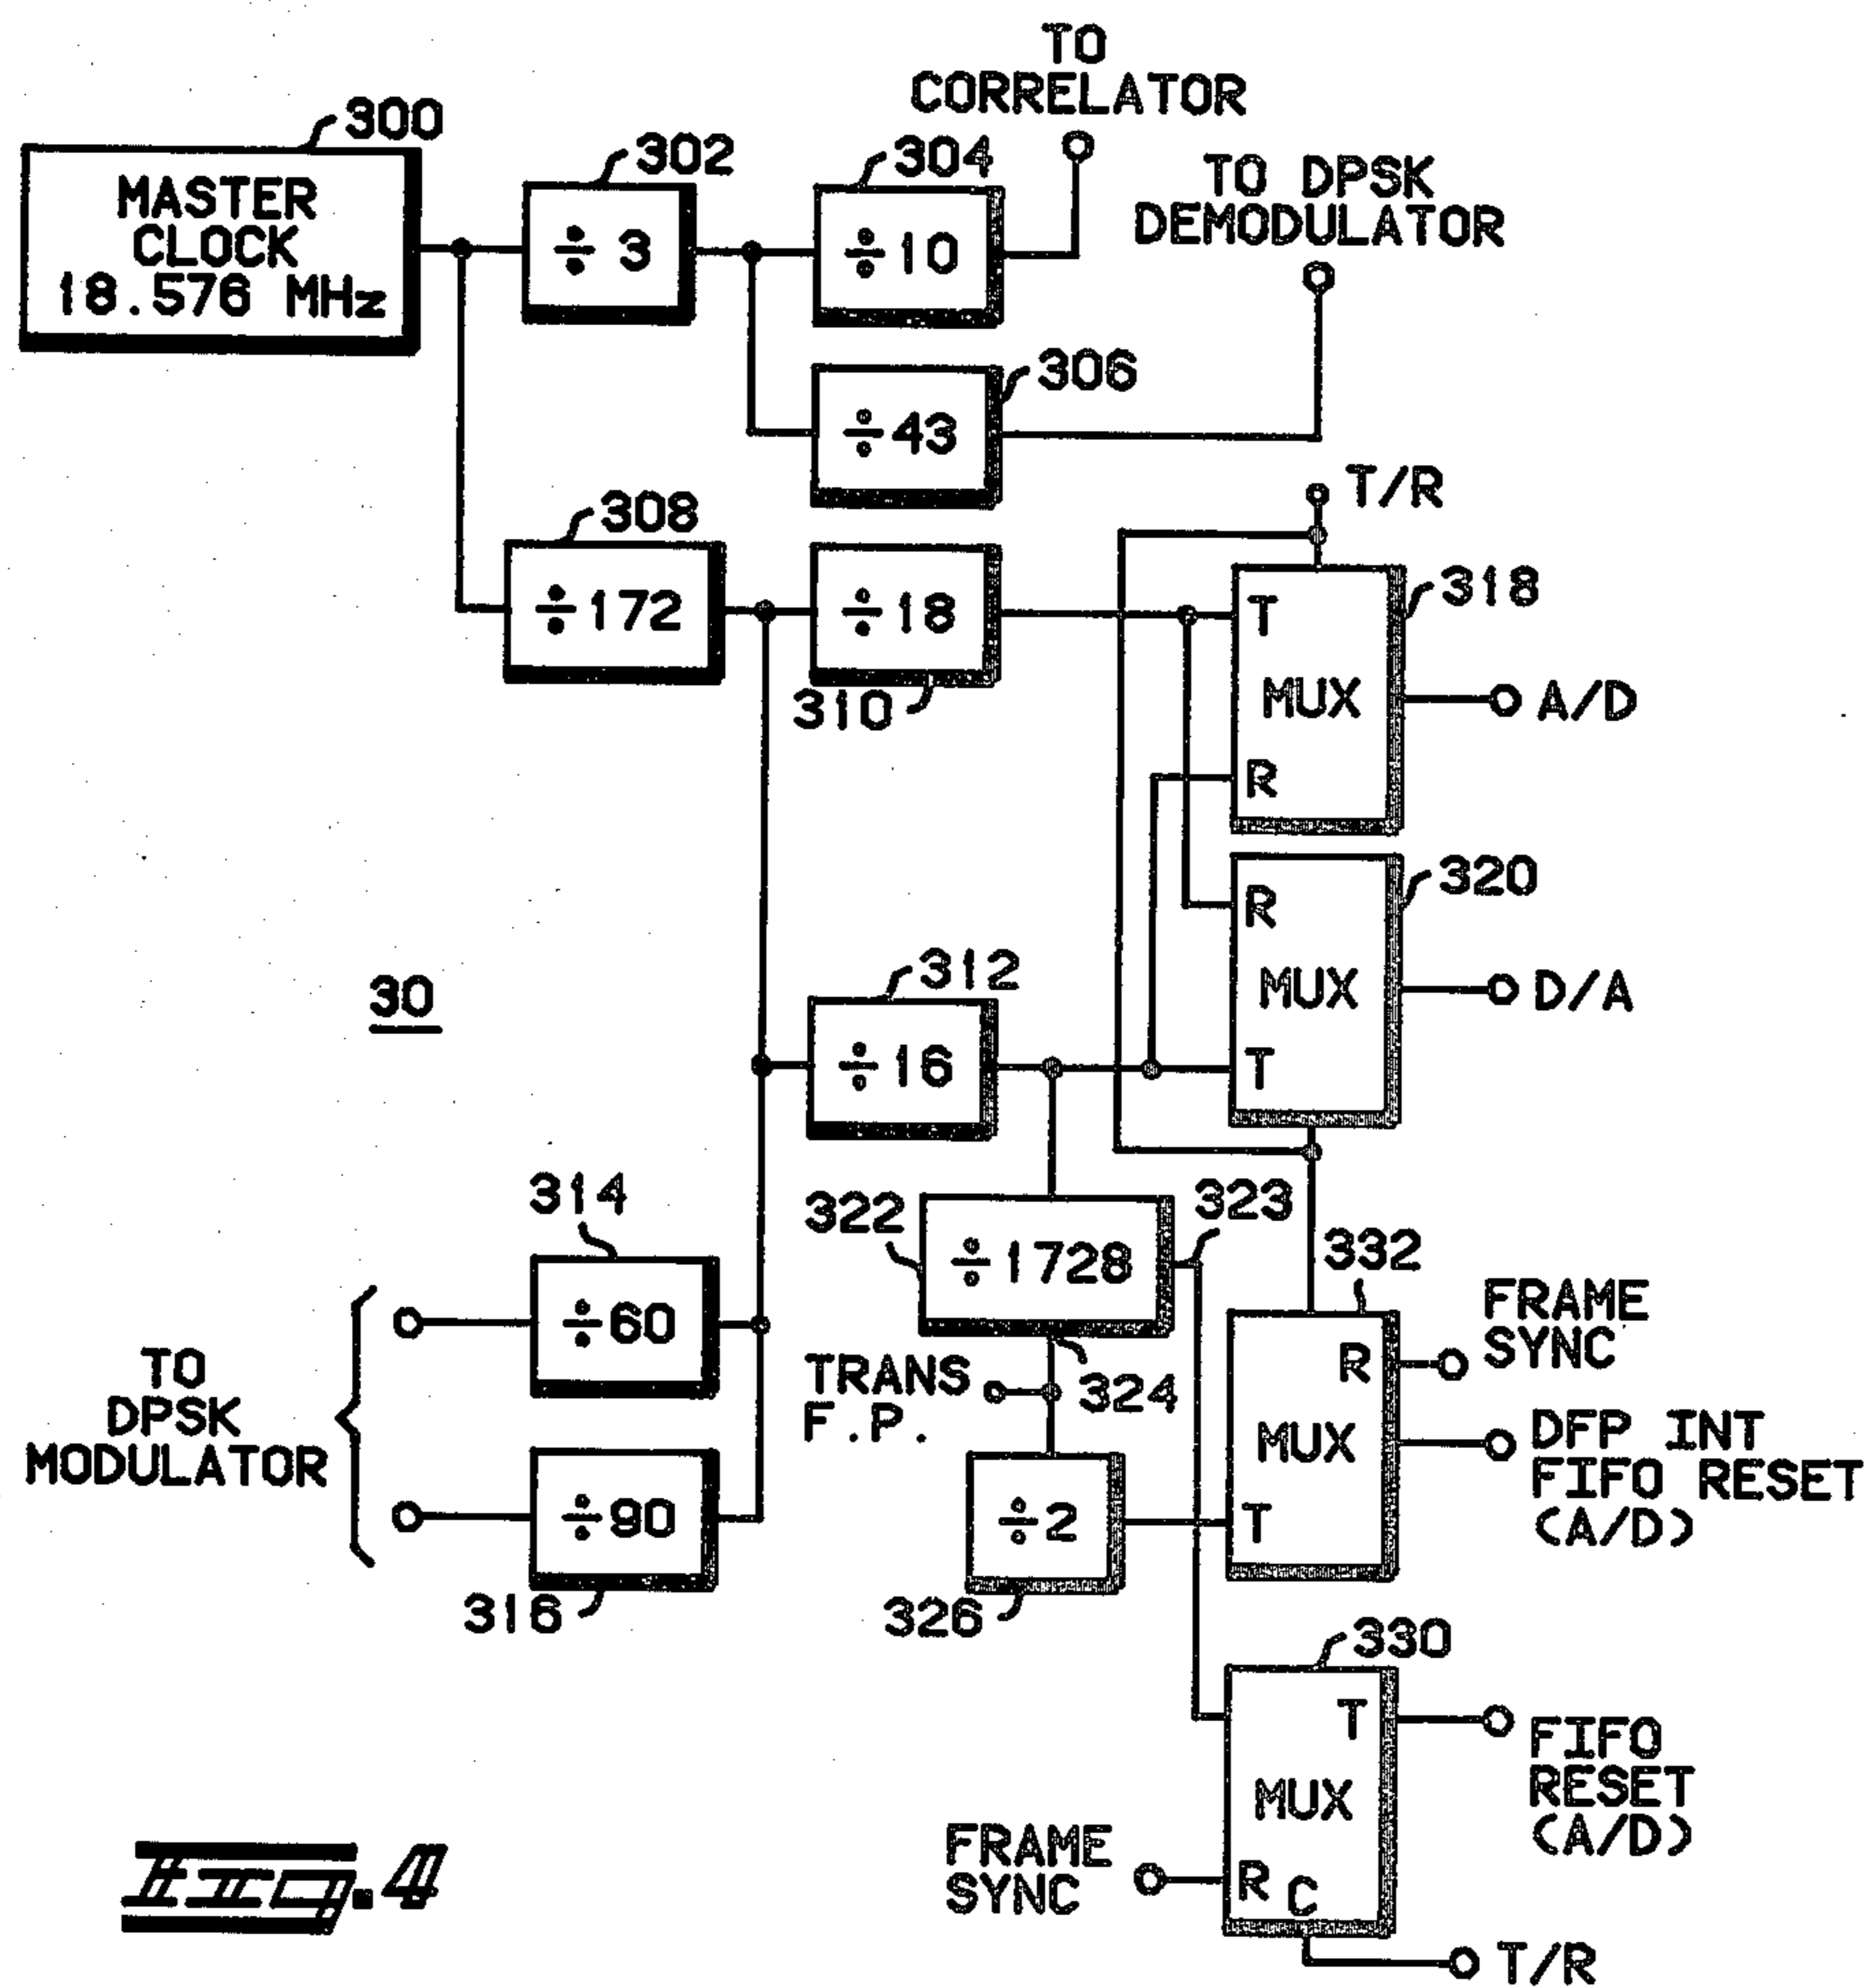 TO
CORRELATOR
300
MASTER
CLOCK
18.576 MHz
302
÷ 3
304
÷10
TO DPSK
DEMODULATOR
306
÷43
308
÷172
÷18
310
T/R
318
T
MUX
R
A/D
320
R
MUX
T
D/A
30
312
÷16
314
÷60
TO
DPSK
MODULATOR
÷90
316
322
÷1728
323
324
TRANS
F.P.
÷2
326
332
R
MUX
T
FRAME
SYNC
DFP INT
FIFO RESET
(A/D)
330
T
MUX
R C
FIFO
RESET
(A/D)
FRAME
SYNC
T/R
Fig. 4